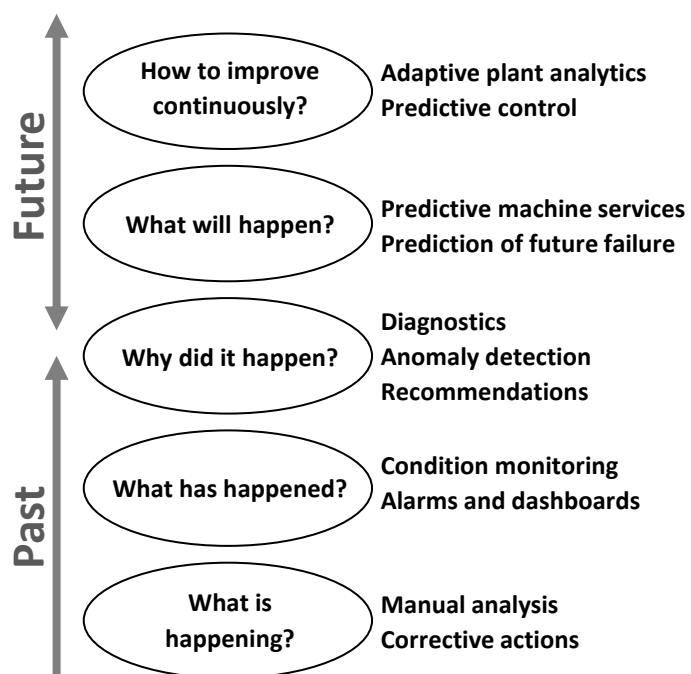 Future
How to improve
continuously?
Adaptive plant analytics
Predictive control
What will happen?
Predictive machine services
Prediction of future failure
Why did it happen?
Diagnostics
Anomaly detection
Recommendations
Past
What has happened?
Condition monitoring
Alarms and dashboards
What is
happening?
Manual analysis
Corrective actions